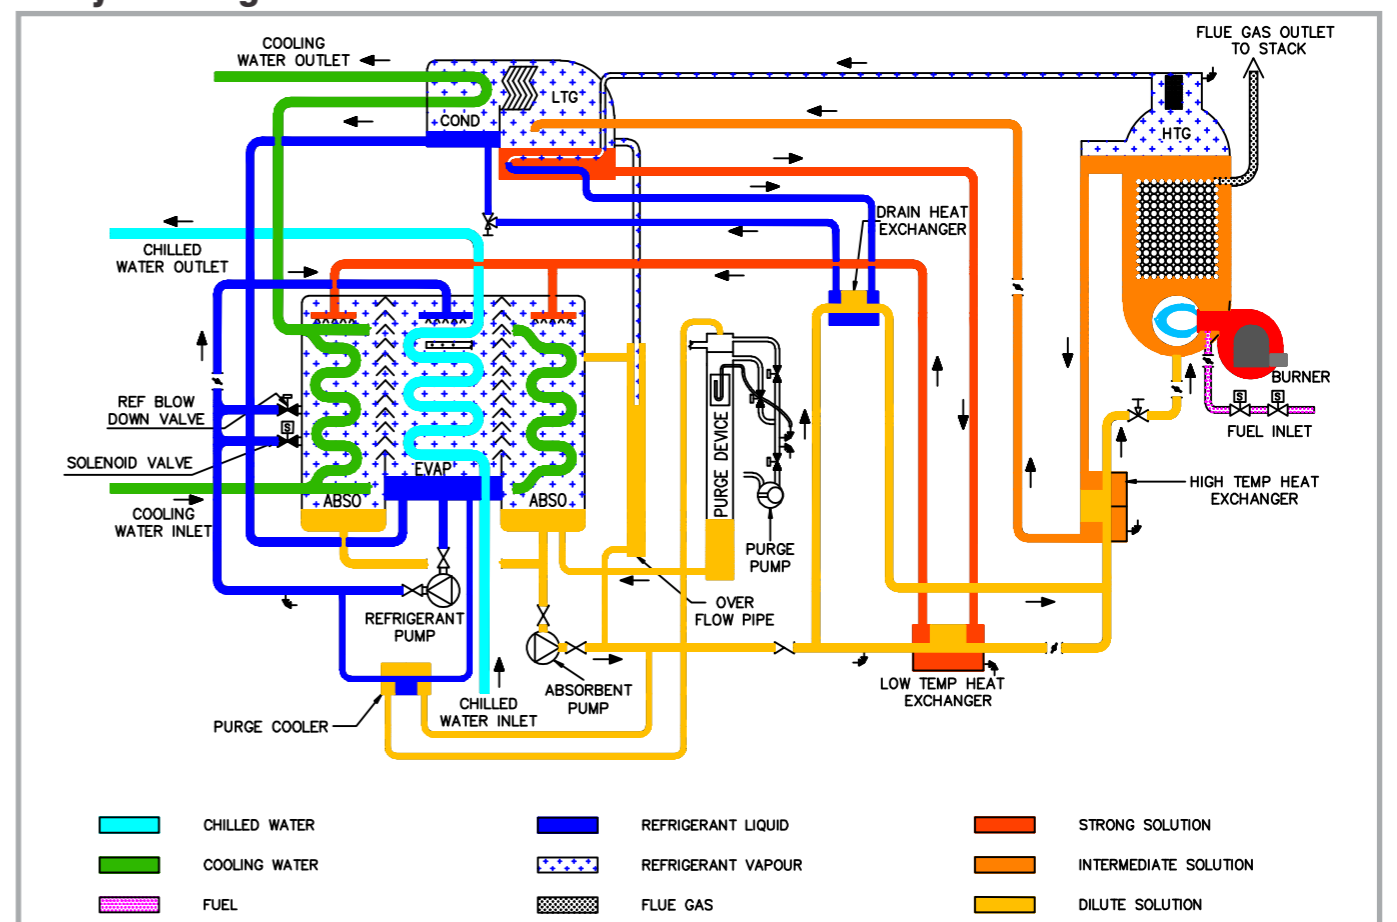 COOLING
WATER OUTLET
FLUE GAS OUTLET
TO STACK
LTG
COND
HTG
DRAIN HEAT
EXCHANGER
CHILLED
WATER OUTLET
BURNER
REF BLOW
DOWN VALVE
S
S
FUEL INLET
S
SOLENOID VALVE
EVAP
PURGE DEVICE
ABSO
ABSO
HIGH TEMP HEAT
EXCHANGER
COOLING
WATER INLET
PURGE
PUMP
OVER
FLOW PIPE
REFRIGERANT
PUMP
LOW TEMP HEAT
EXCHANGER
ABSORBENT
PUMP
CHILLED
WATER INLET
PURGE COOLER
CHILLED WATER
REFRIGERANT LIQUID
STRONG SOLUTION
COOLING WATER
REFRIGERANT VAPOUR
INTERMEDIATE SOLUTION
FUEL
FLUE GAS
DILUTE SOLUTION